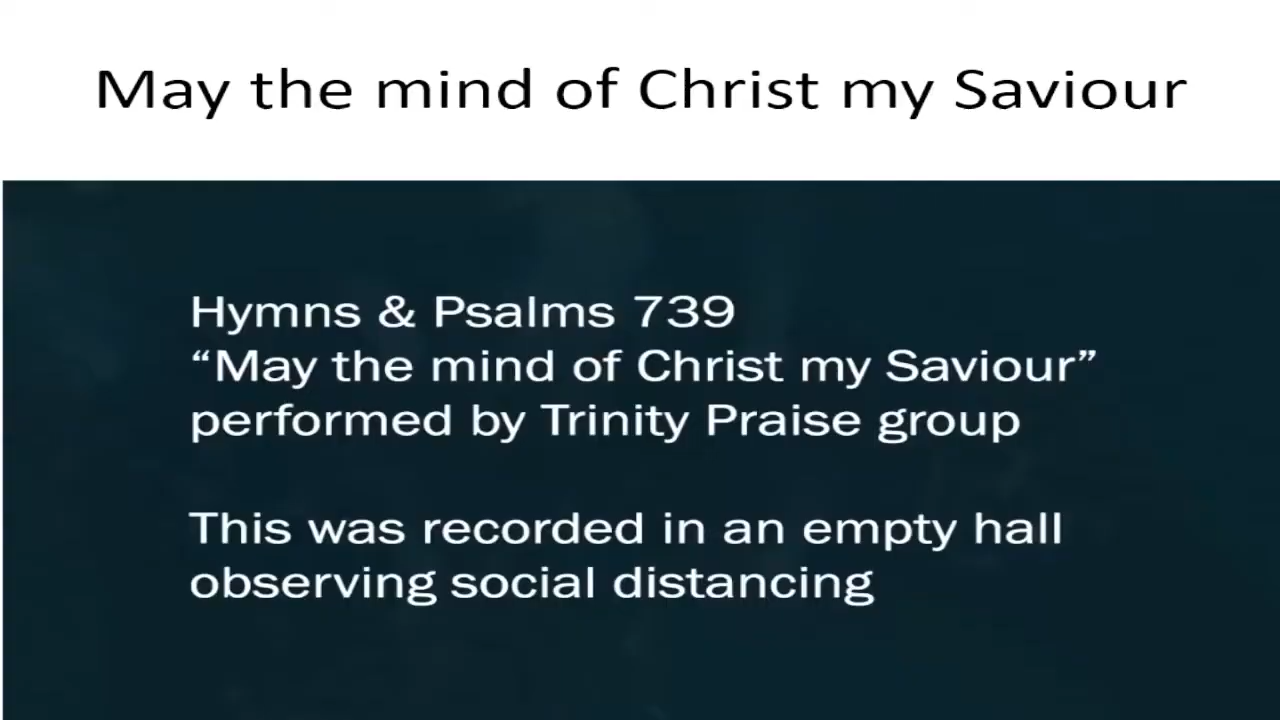 May the mind of Christ my Saviour
Hymns & Psalms 739
“May the mind of Christ my Saviour”
performed by Trinity Praise group
This was recorded in an empty hall
observing social distancing